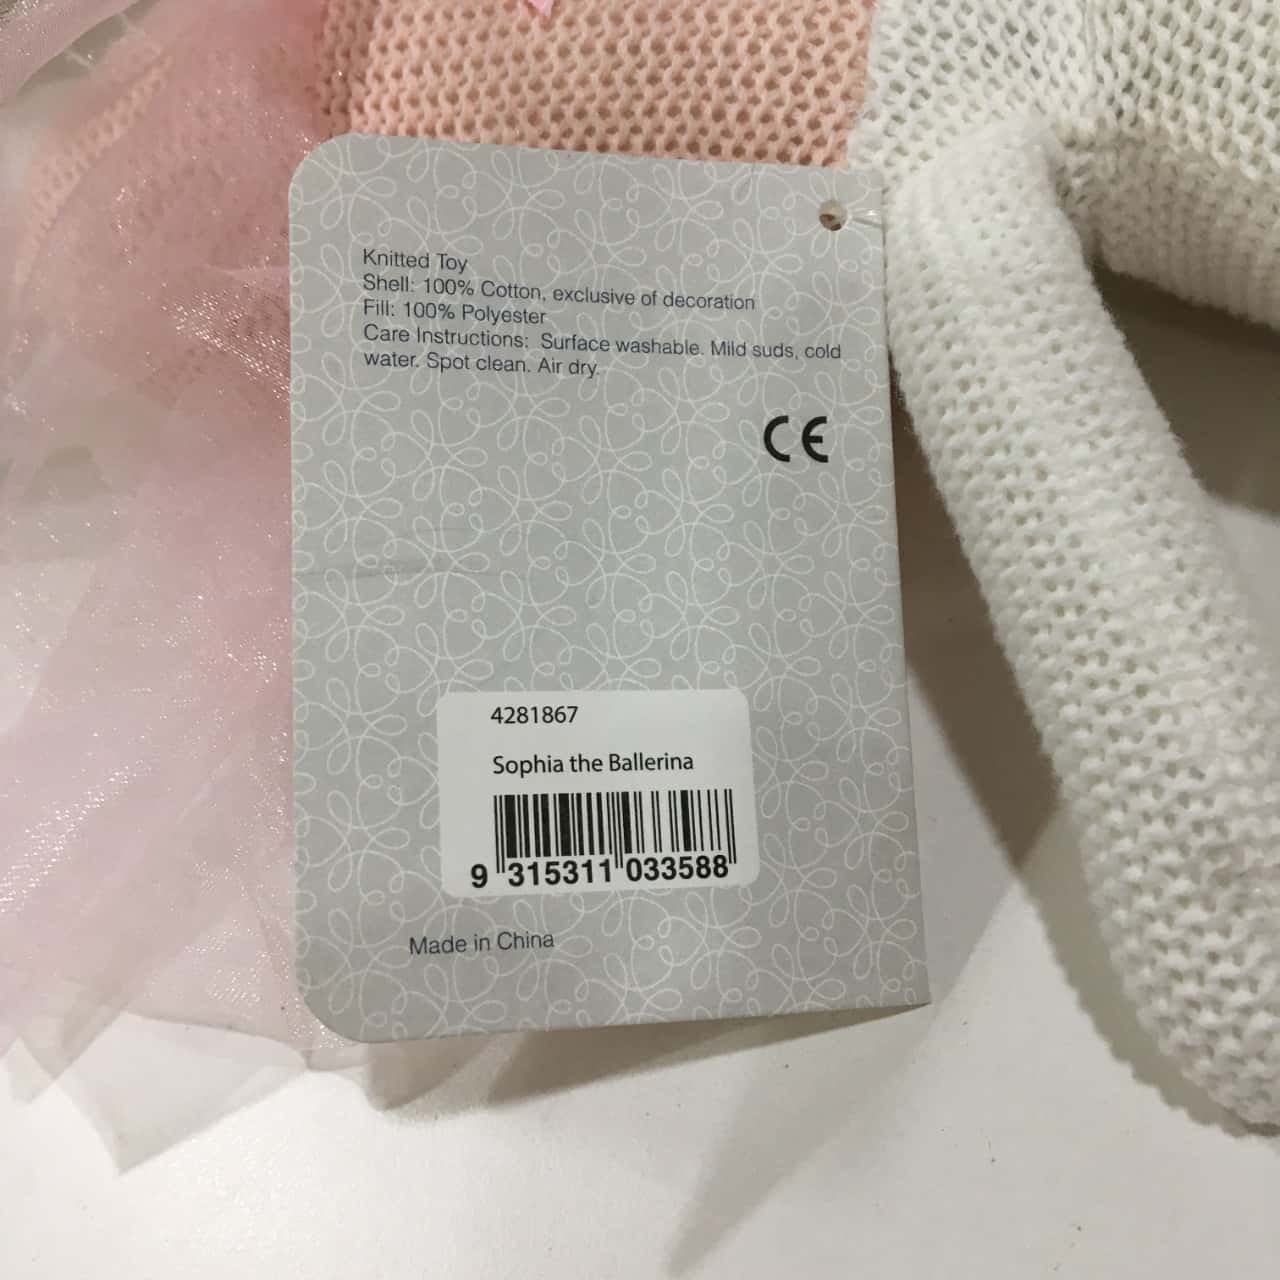 Knitted Toy
Shell: 100% Cotton, exclusive of decoration
Fill: 100% Polyester
Care Instructions: Surface washable. Mild suds, cold
water. Spot clean. Air dry.
CE
4281867
Sophia the Ballerina
9 315311 033588
Made in China